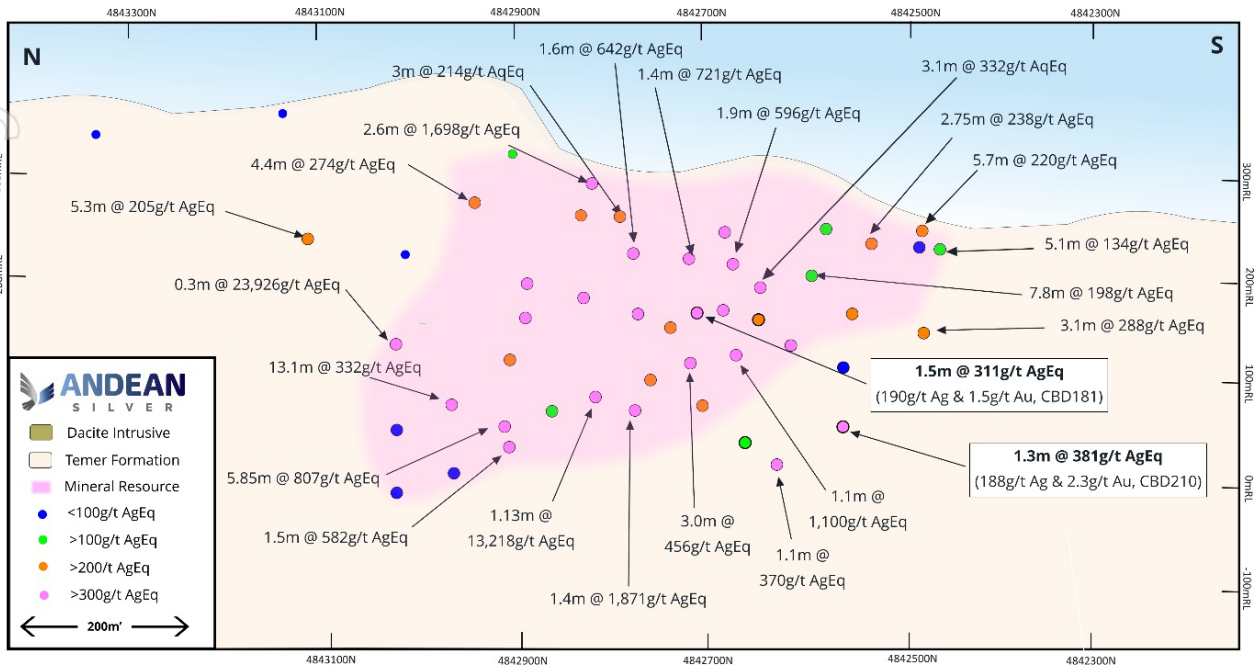 4843300N
4843100N
4842900N
4842700N
4842500N
4842300N
N
S
1.6m @ 642g/t AgEq
3m @ 214g/t AqEq
1.4m @ 721g/t AgEq
3.1m @ 332g/t AqEq
1.9m @ 596g/t AgEq
2.75m @ 238g/t AgEq
2.6m @ 1,698g/t AgEq
4.4m @ 274g/t AgEq
5.7m @ 220g/t AgEq
5.3m @ 205g/t AgEq
300mRL
5.1m @ 134g/t AgEq
0.3m @ 23,926g/t AgEq
200mRL
7.8m @ 198g/t AgEq
3.1m @ 288g/t AgEq
13.1m @ 332g/t AgEq
100mRL
1.5m @ 311g/t AgEq
(190g/t Ag & 1.5g/t Au, CBD181)
1.3m @ 381g/t AgEq
(188g/t Ag & 2.3g/t Au, CBD210)
0mRL
5.85m @ 807g/t AgEq
1.5m @ 582g/t AgEq
1.13m @
13,218g/t AgEq
3.0m @
456g/t AgEq
1.1m @
1,100g/t AgEq
1.1m @
370g/t AgEq
1.4m @ 1,871g/t AgEq
-100mRL
ANDEAN
SILVER
Dacite Intrusive
Temer Formation
Mineral Resource
<100g/t AgEq
>100g/t AgEq
>200/t AgEq
>300g/t AgEq
200m'
4843100N
4842900N
4842700N
4842500N
4842300N